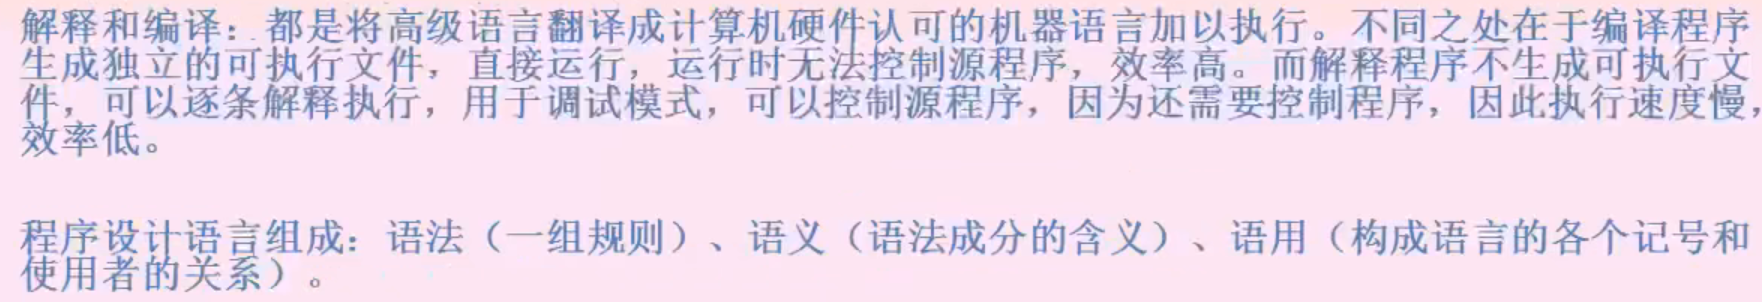 解释和编译：都是将高级语言翻译成计算机硬件认可的机器语言加以执行。不同之处在于编译程序
生成独立的可执行文件，直接运行，运行时无法控制源程序，效率高。而解释程序不生成可执行文
件，可以逐条解释执行，用于调试模式，可以控制源程序，因为还需要控制程序，因此执行速度慢，
效率低。
程序设计语言组成：语法（一组规则）、语义（语法成分的含义）、语用（构成语言的各个记号和
使用者的关系）。